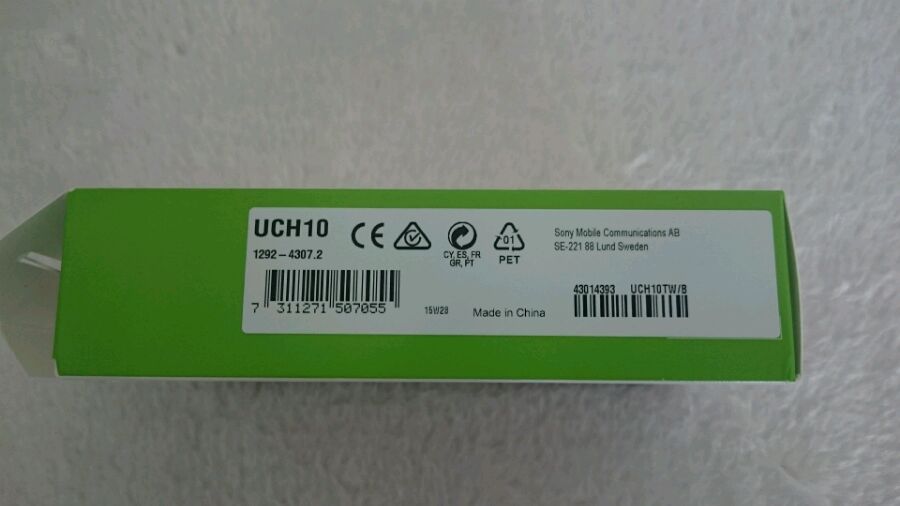 UCH10
1292-4307.2
CY, ES, FR
GR, PT
01
PET
Sony Mobile Communications AB
SE-221 88 Lund Sweden
7 311271 507055
15W28
Made in China
43014393 UCH10TW/B